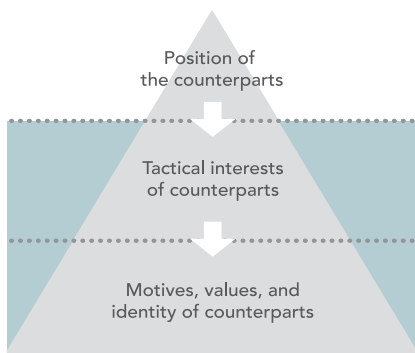 Position of
the counterparts
Tactical interests
of counterparts
Motives, values, and
identity of counterparts